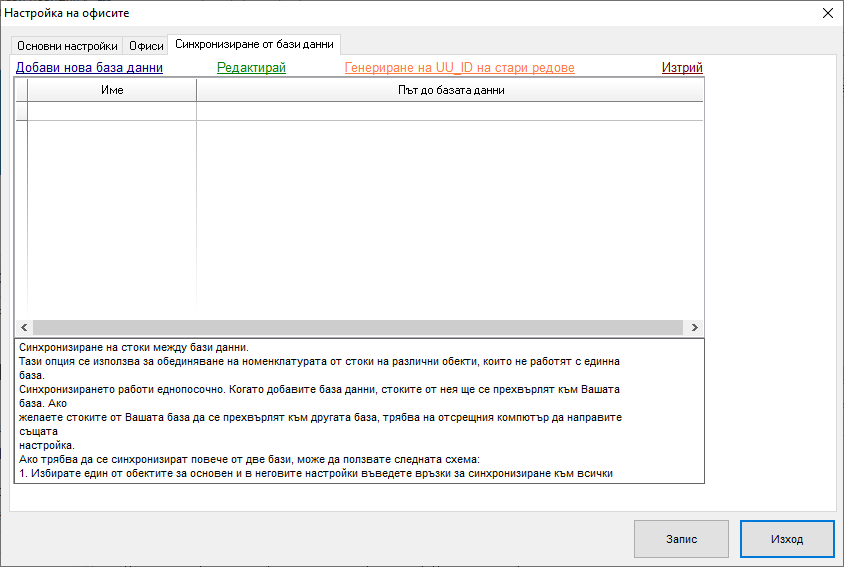 Настройка на офисите
Основни настройки Офиси Синхронизиране от бази данни
Добави нова база данни Редактирай Генериране на UU_ID на стари редове Изтрий
Име Път до базата данни
Синхронизиране на стоки между бази данни.
Тази опция се използва за обединяване на номенклатурата от стоки на различни обекти, които не работят с единна
база.
Синхронизирането работи еднопосочно. Когато добавите база данни, стоките от нея ще се прехвърлят към Вашата
база. Ако
желаете стоките от Вашата база да се прехвърлят към другата база, трябва на отсрещния компютър да направите
същата
настройка.
Ако трябва да се синхронизират повече от две бази, може да ползвате следната схема:
1. Избирате един от обектите за основен и в неговите настройки въведете връзки за синхронизиране към всички
Запис Изход